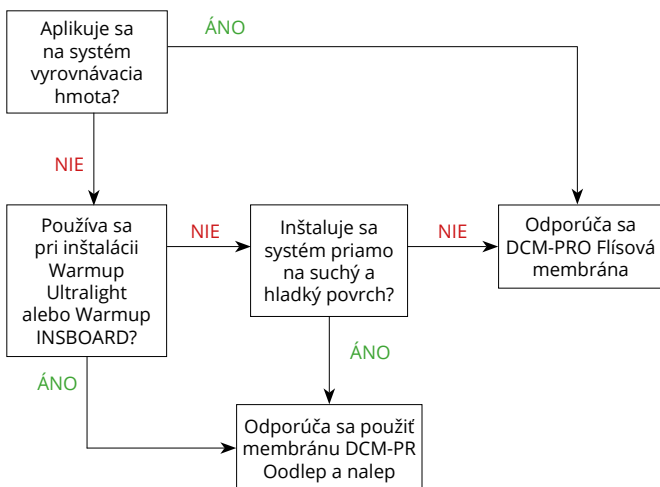 Aplikuje sa
na systém
vyrovnávacia
hmota?
ÁNO
NIE
Používa sa
pri inštalácii
Warmup
Ultralight
alebo Warmup
INSBOARD?
NIE
Inštaluje sa
systém priamo
na suchý a
hladký povrch?
NIE
Odporúča sa
DCM-PRO Flísová
membrána
ÁNO
ÁNO
Odporúča sa použiť
membránu DCM-PR
Oodlep a nalep